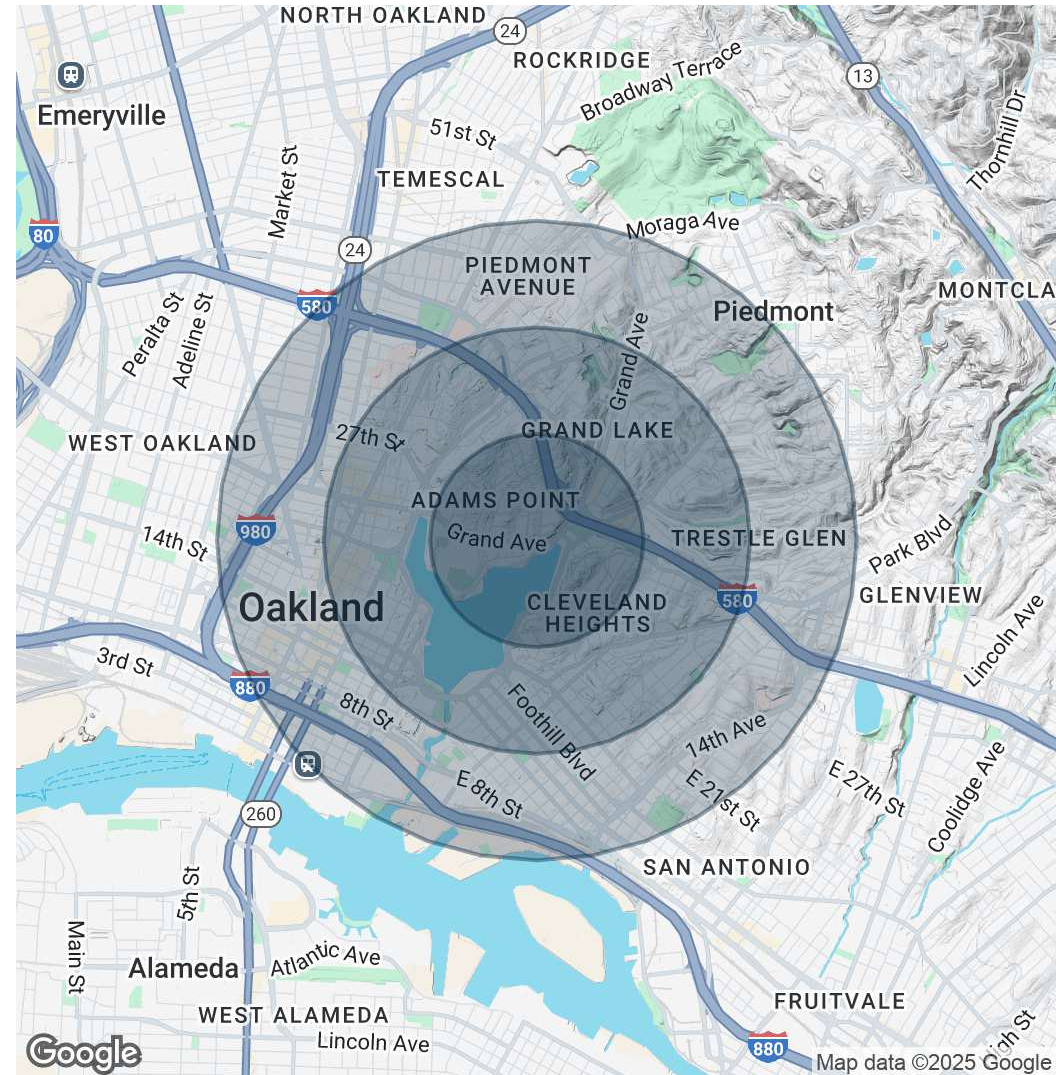 NORTH OAKLAND
24
ROCKRIDGE
Broadway Terrace
13
Emeryville
51st St
Thornhill Dr
Market St
TEMESCAL
Moraga Ave
80
24
PIEDMONT
AVENUE
MONTCLA
580
Piedmont
Peralta St
Adeline St
Grand Ave
27th St
GRAND LAKE
WEST OAKLAND
ADAMS POINT
980
14th St
Grand Ave
TRESTLE GLEN
Park Blvd
Oakland
CLEVELAND
HEIGHTS
580
GLENVIEW
Lincoln Ave
3rd St
880
8th St
Foothill Blvd
14th Ave
E 8th St
E 21st St
E 27th St
Coolidge Ave
260
SAN ANTONIO
5th St
Main St
Alameda
Atlantic Ave
WEST ALAMEDA
FRUITVALE
Lincoln Ave
880
igh St
Google
Map data ©2025 Google